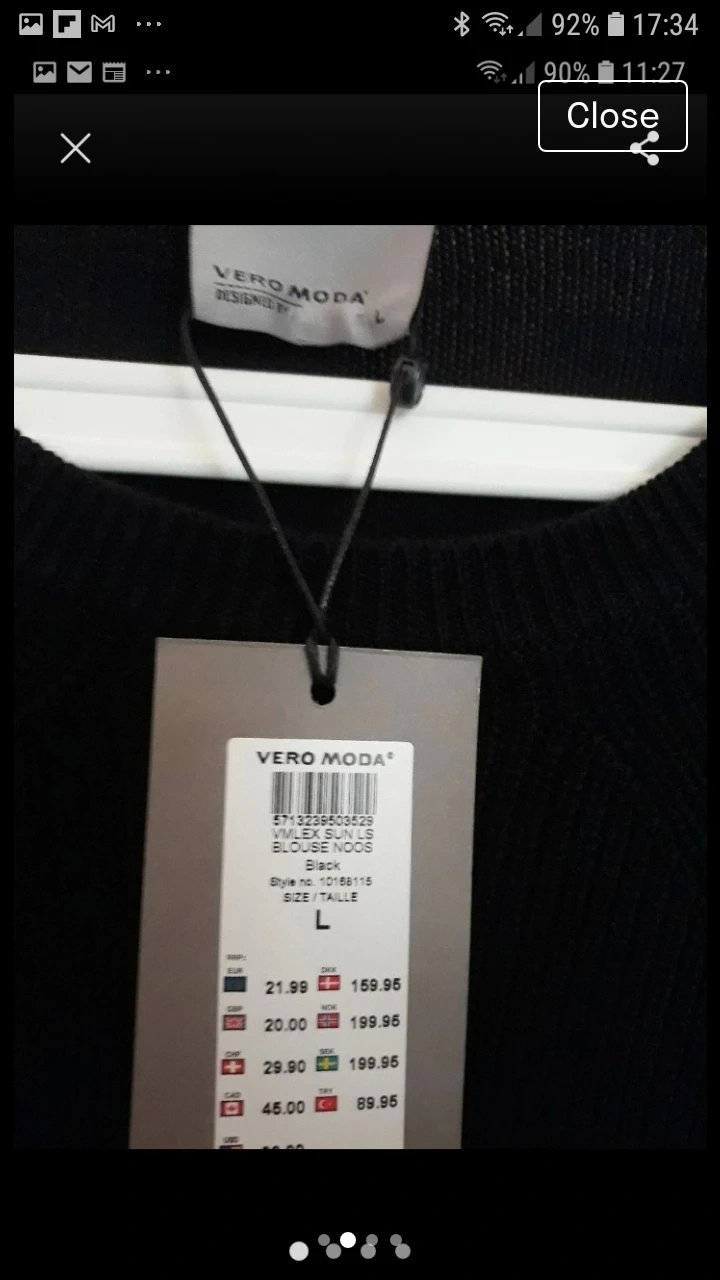 92% 17:34
90% 11:27
Close
VERO MODA
DESIGNED BY
L
VERO MODA®
5713239503529
VMLEX SUN LS
BLOUSE NOOS
Black
Style no. 10168115
SIZE / TAILLE
L
RRP:
EUR 21.99 DKK 159.95
GBP 20.00 NOK 199.95
CHF 29.90 SEK 199.95
CAD 45.00 TRY 89.95
USD